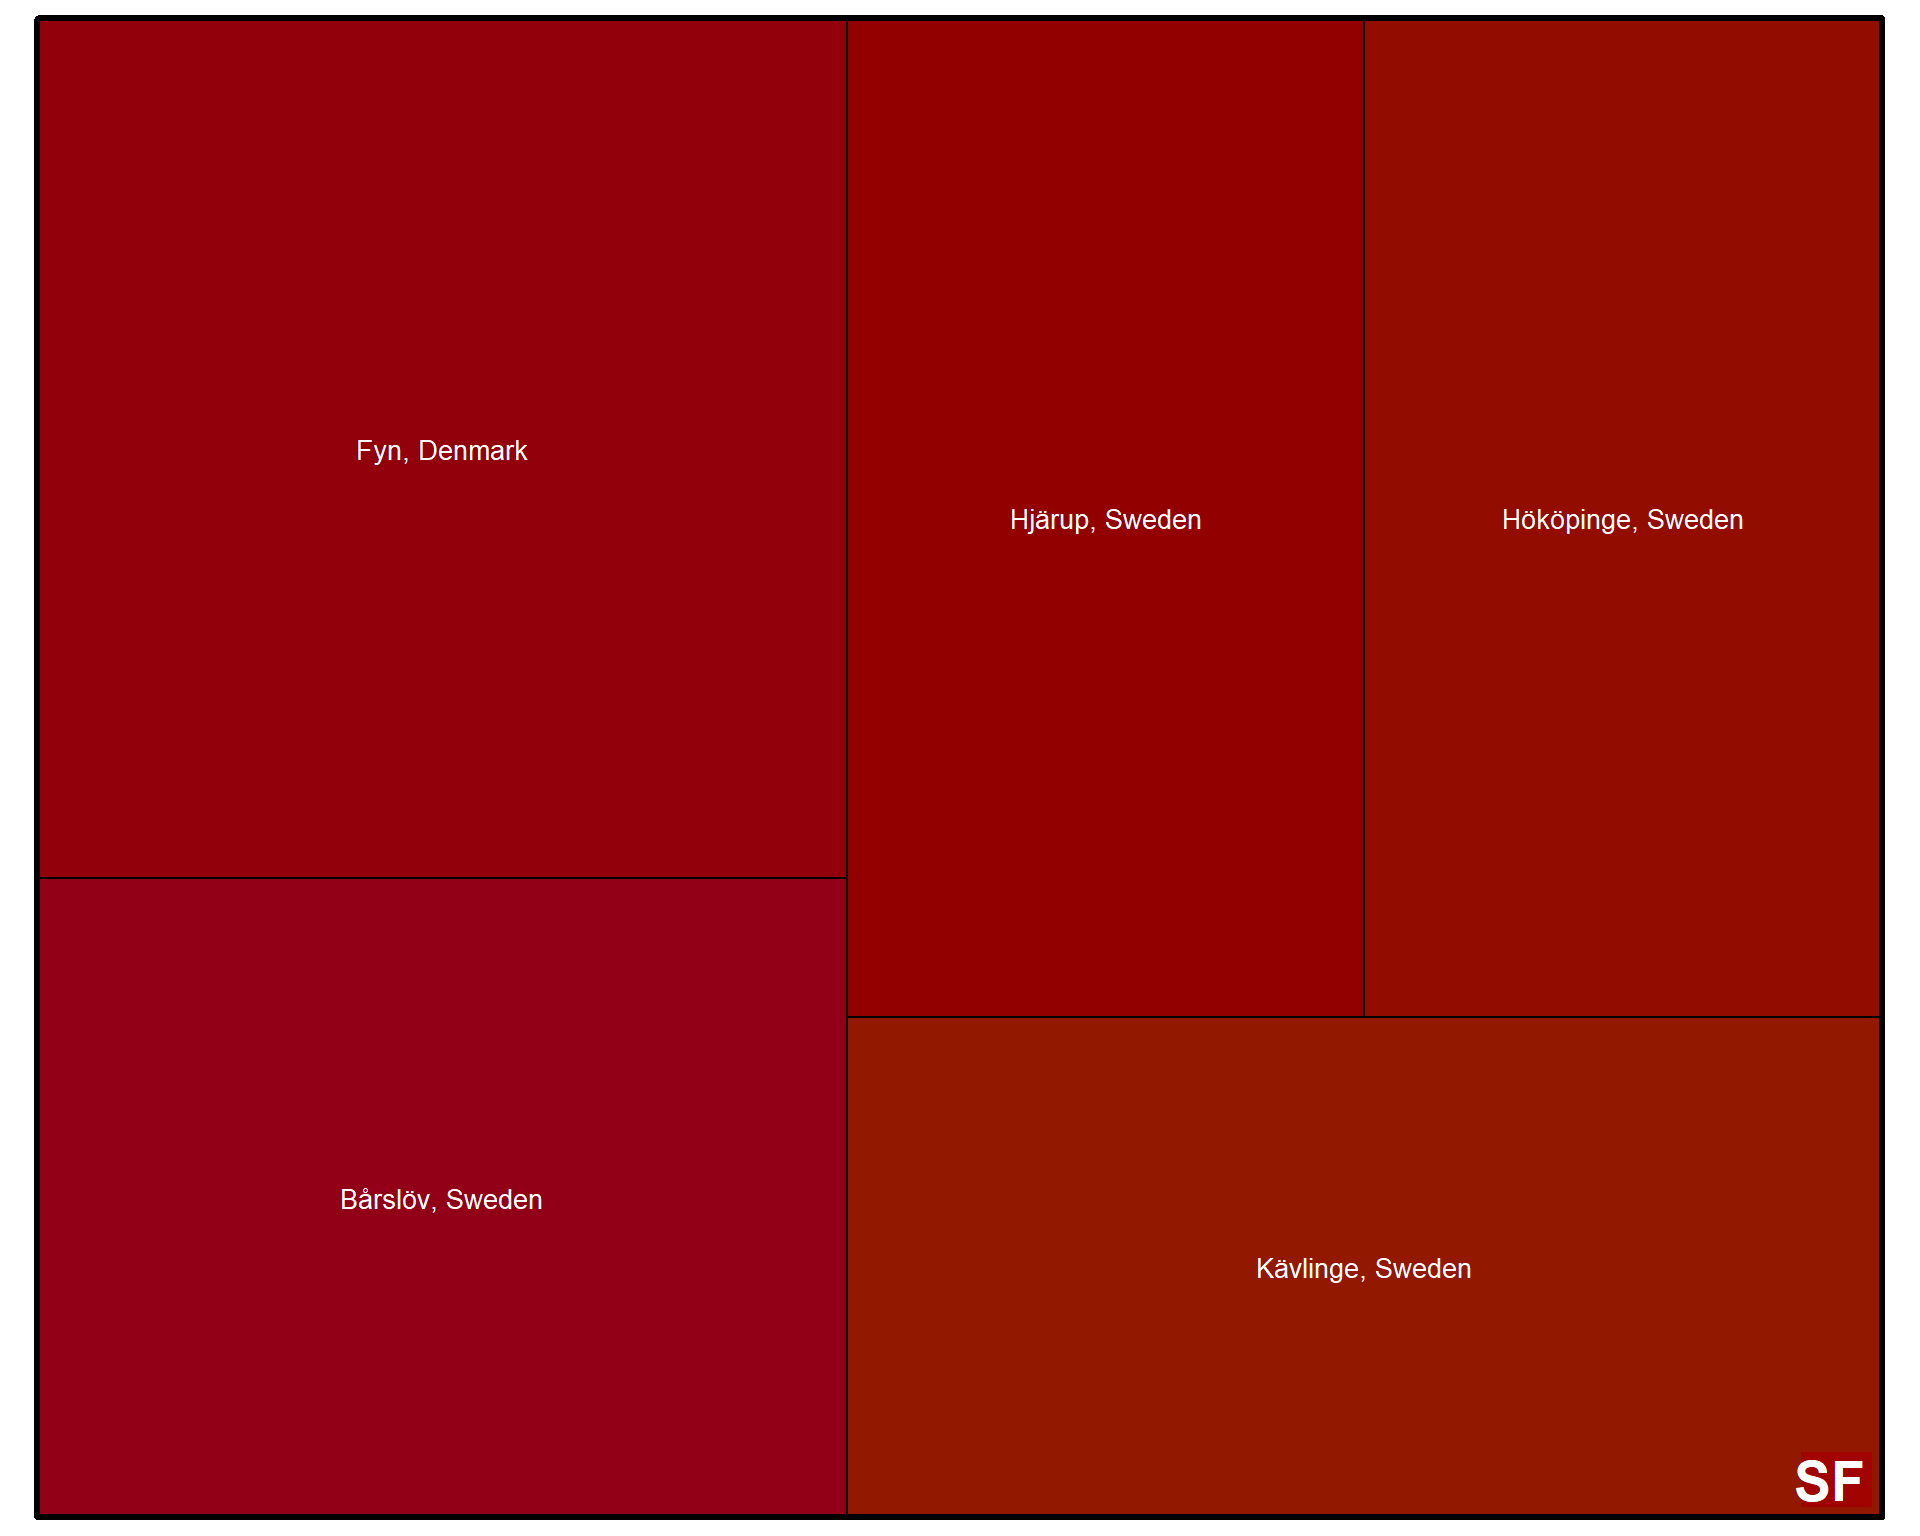 Fyn, Denmark
Hjärup, Sweden
Hököpinge, Sweden
Bårslöv, Sweden
Kävlinge, Sweden
SF